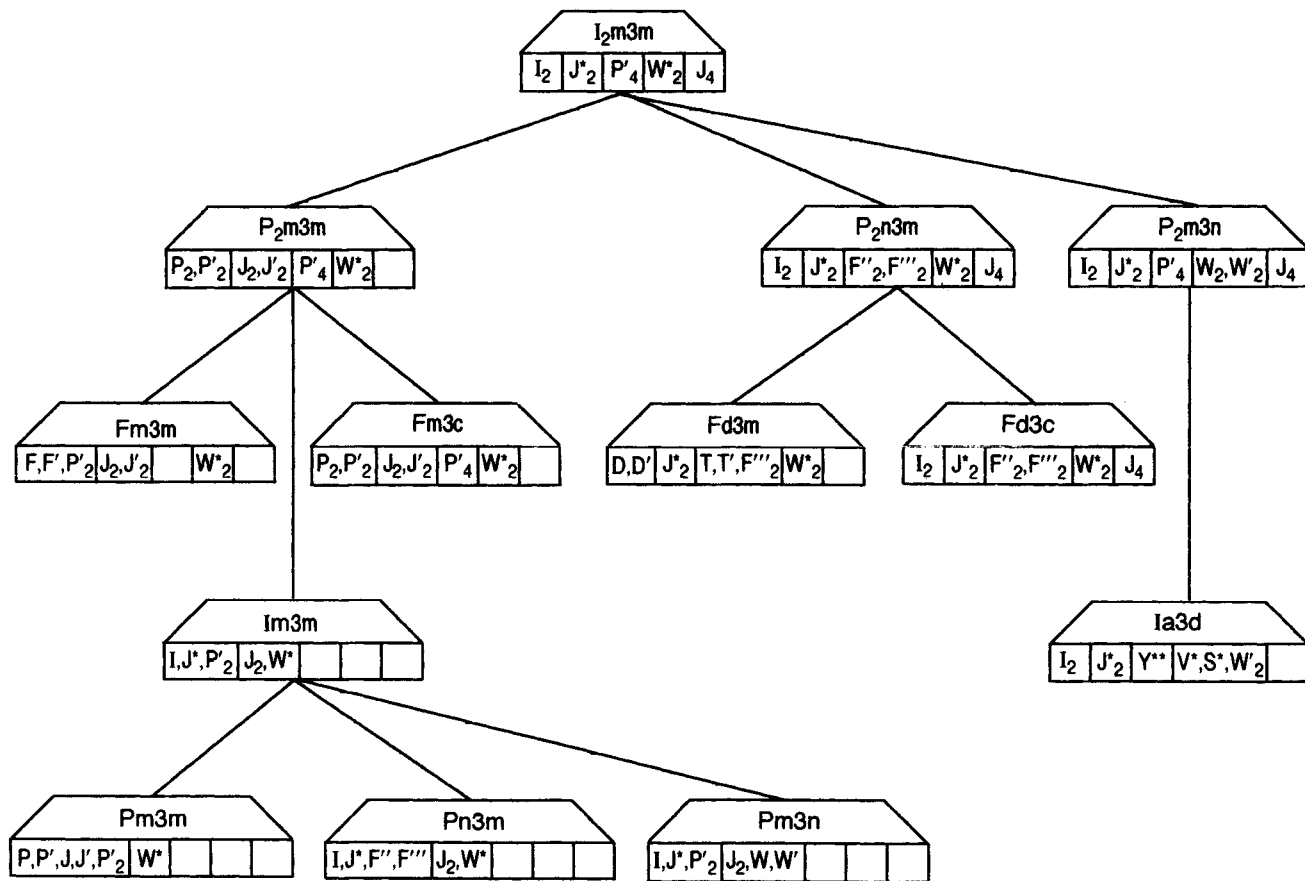 I₂m3m
I₂ J*₂ P′₄ W*₂ J₄
P₂m3m
P₂,P′₂ J₂,J′₂ P′₄ W*₂
P₂n3m
I₂ J*₂ F″₂,F‴₂ W*₂ J₄
P₂m3n
I₂ J*₂ P′₄ W₂,W′₂ J₄
Fm3m
F,F′,P′₂ J₂,J′₂ W*₂
Fm3c
P₂,P′₂ J₂,J′₂ P′₄ W*₂
Fd3m
D,D′ J*₂ T,T′,F‴₂ W*₂
Fd3c
I₂ J*₂ F″₂,F‴₂ W*₂ J₄
Im3m
I,J*,P′₂ J₂,W*
Ia3d
I₂ J*₂ Y** V*,S*,W′₂
Pm3m
P,P′,J,J′,P′₂ W*
Pn3m
I,J*,F″,F‴ J₂,W*
Pm3n
I,J*,P′₂ J₂,W,W′